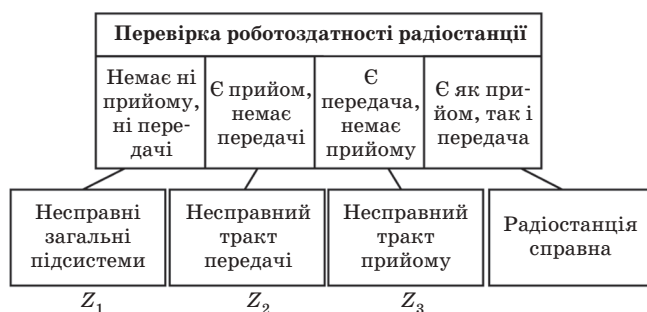 Перевірка роботоздатності радіостанції
Немає ні
прийому,
ні пере-
дачі
Є прийом,
немає
передачі
Є
передача,
немає
прийому
Є як при-
йом, так і
передача
Несправні
загальні
підсистеми
Несправний
тракт
передачі
Несправний
тракт
прийому
Радіостанція
справна
Z1
Z2
Z3